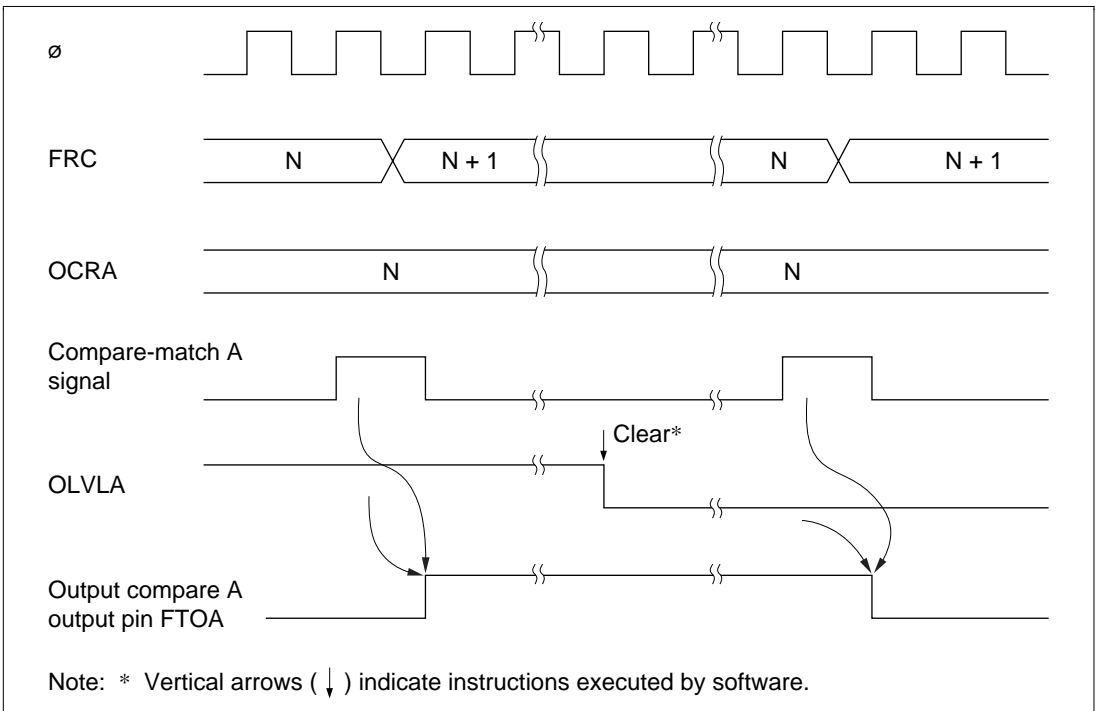 ø
FRC N N + 1 N N + 1
OCRA N N
Compare-match A
signal
Clear*
OLVLA
Output compare A
output pin FTOA
Note: * Vertical arrows ( ↓ ) indicate instructions executed by software.